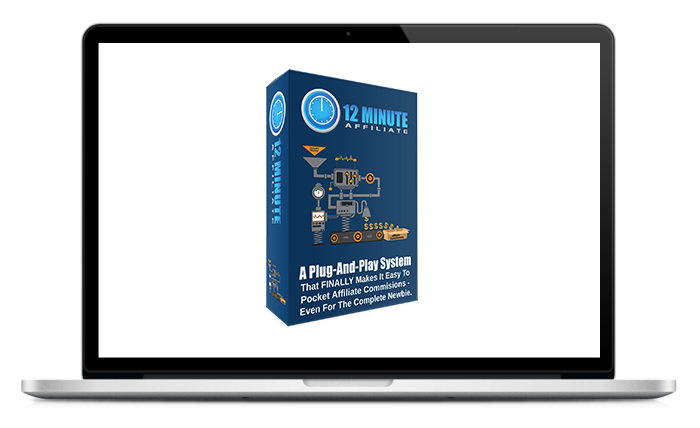 12 MINUTE
AFFILIATE
A Plug-And-Play System
That FINALLY Makes It Easy To
Pocket Affiliate Commisions -
Even For The Complete Newbie.
12 MINUTE